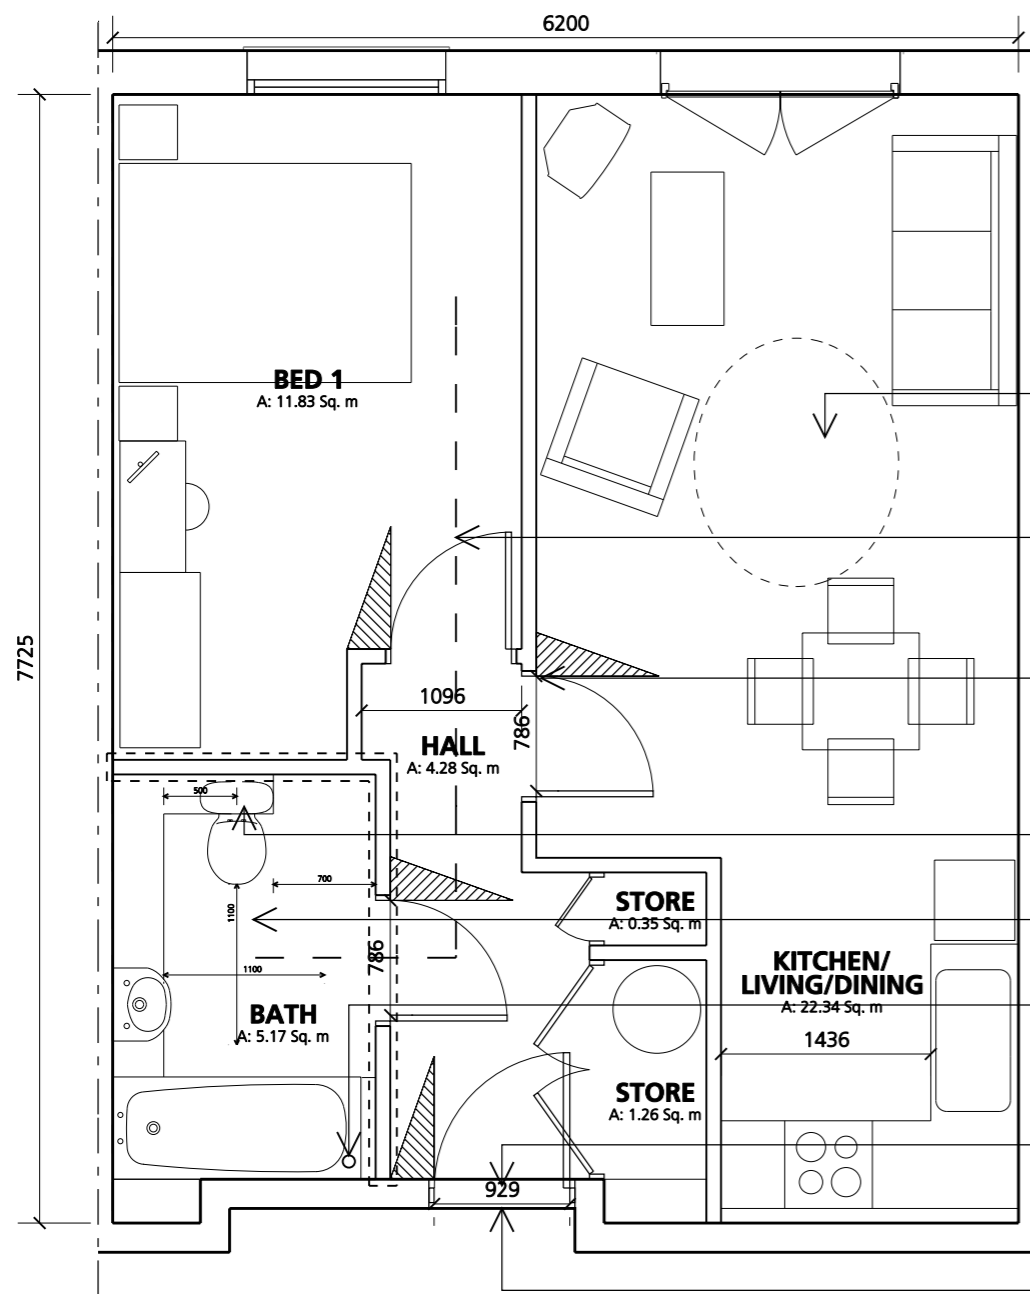 6200
BED 1
A: 11.83 Sq. m
7725
1096
786
HALL
A: 4.28 Sq. m
500
700
1100
STORE
A: 0.35 Sq. m
786
1100
KITCHEN/
LIVING/DINING
A: 22.34 Sq. m
BATH
A: 5.17 Sq. m
1436
STORE
A: 1.26 Sq. m
929